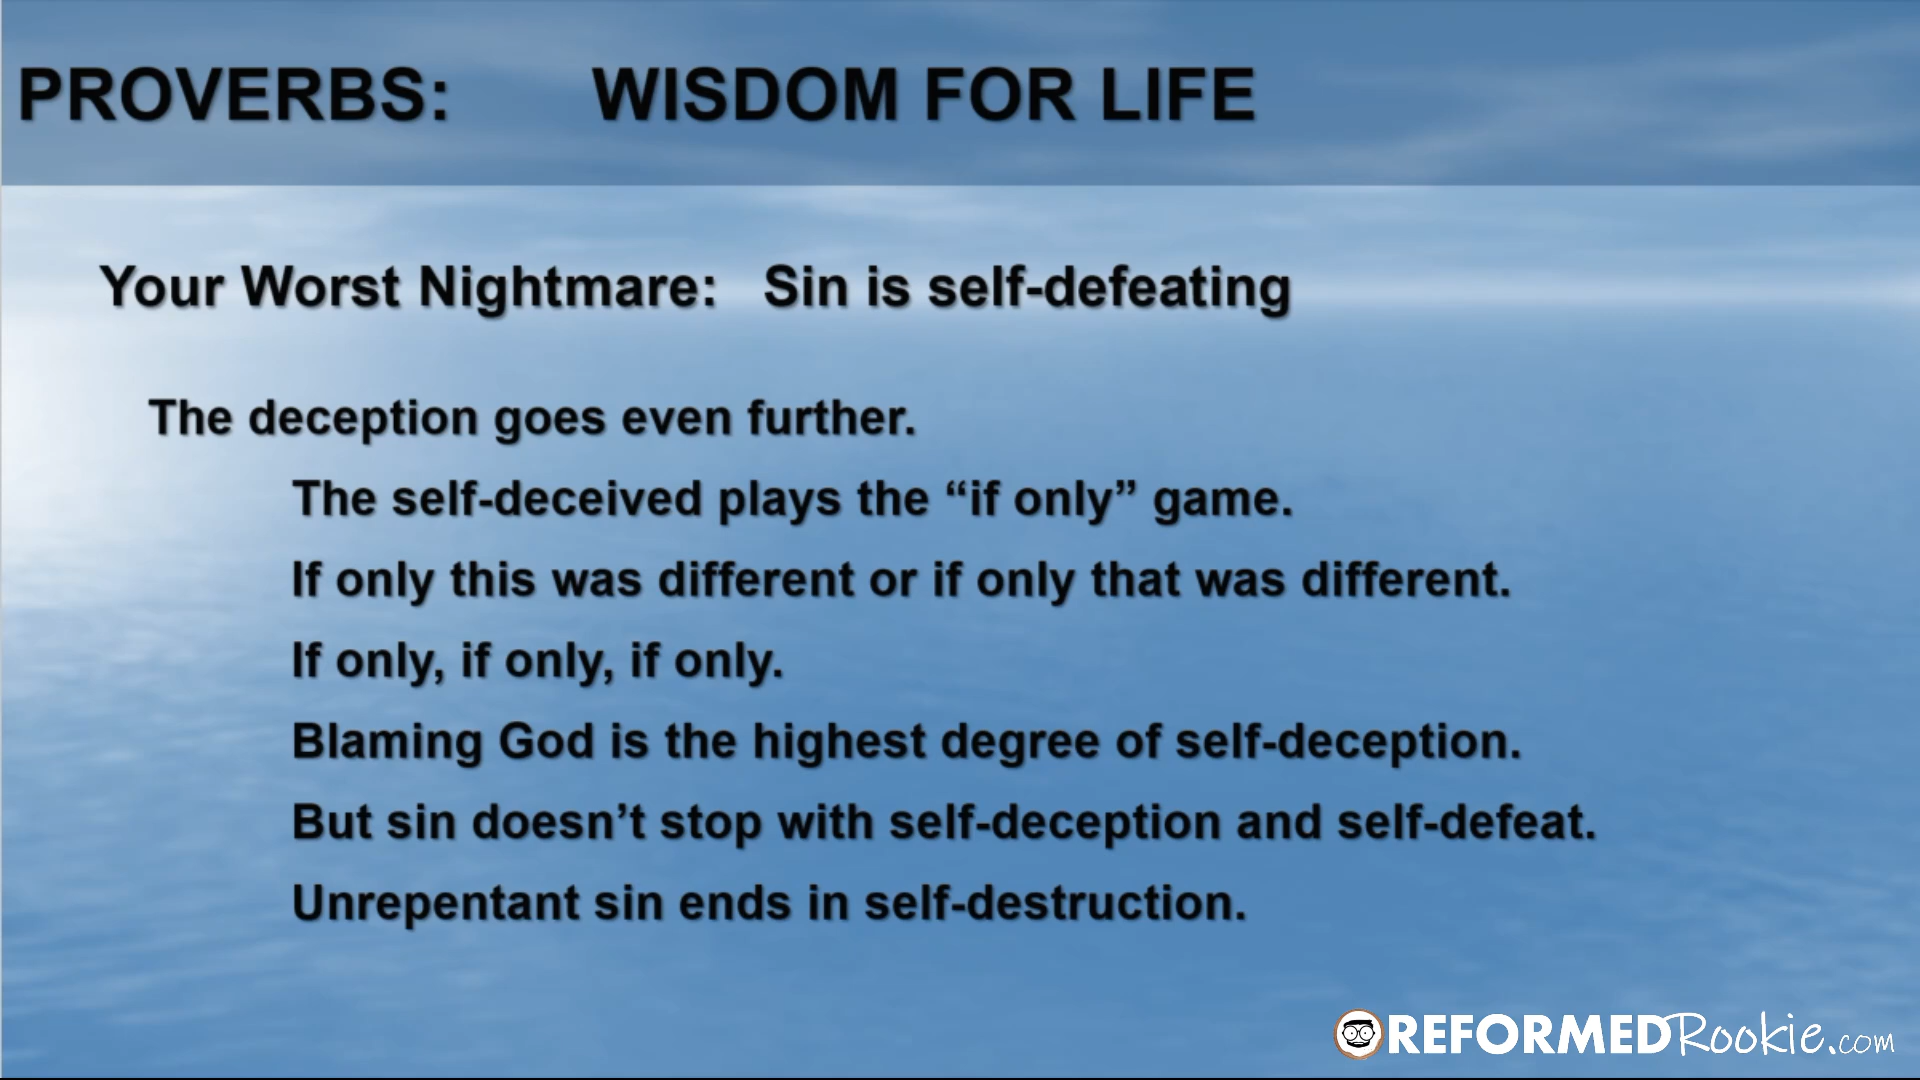 PROVERBS: WISDOM FOR LIFE
Your Worst Nightmare: Sin is self-defeating
The deception goes even further.
The self-deceived plays the “if only” game.
If only this was different or if only that was different.
If only, if only, if only.
Blaming God is the highest degree of self-deception.
But sin doesn’t stop with self-deception and self-defeat.
Unrepentant sin ends in self-destruction.
REFORMEDRookie.com